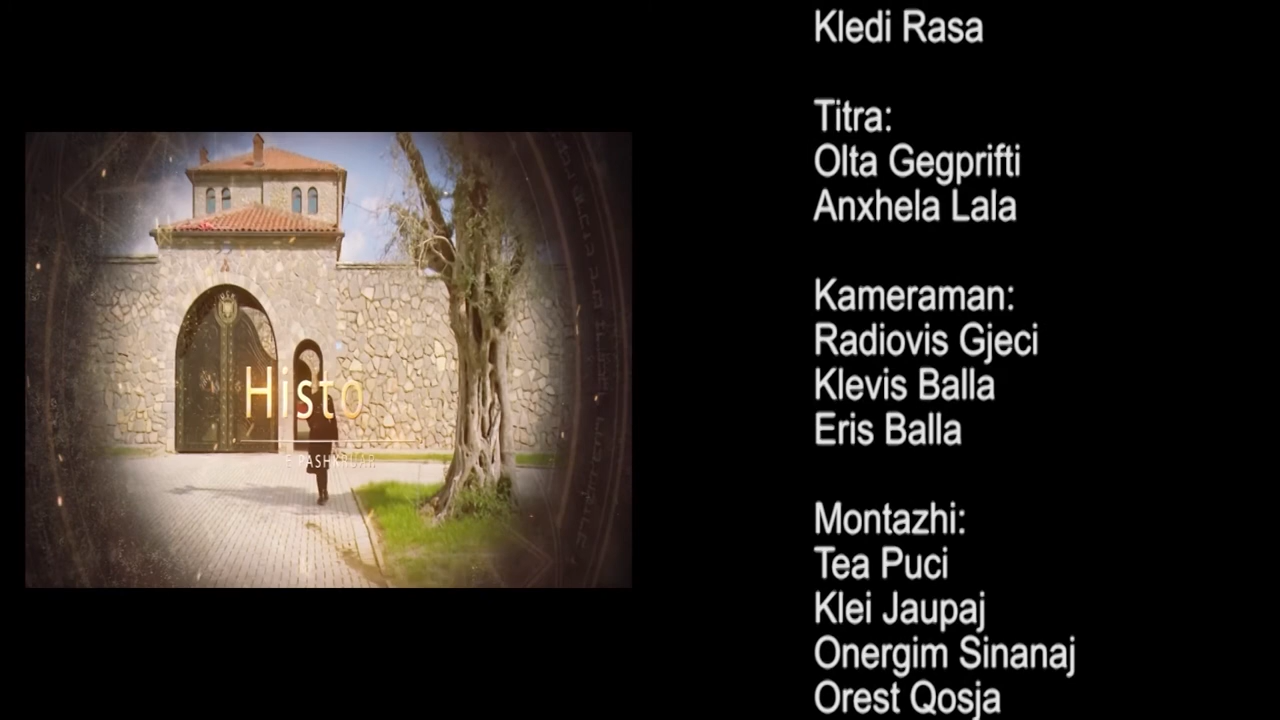 Histo
E PASHKRUAR
Kledi Rasa
Titra:
Olta Gegprifti
Anxhela Lala
Kameraman:
Radiovis Gjeci
Klevis Balla
Eris Balla
Montazhi:
Tea Puci
Klei Jaupaj
Onergim Sinanaj
Orest Qosja